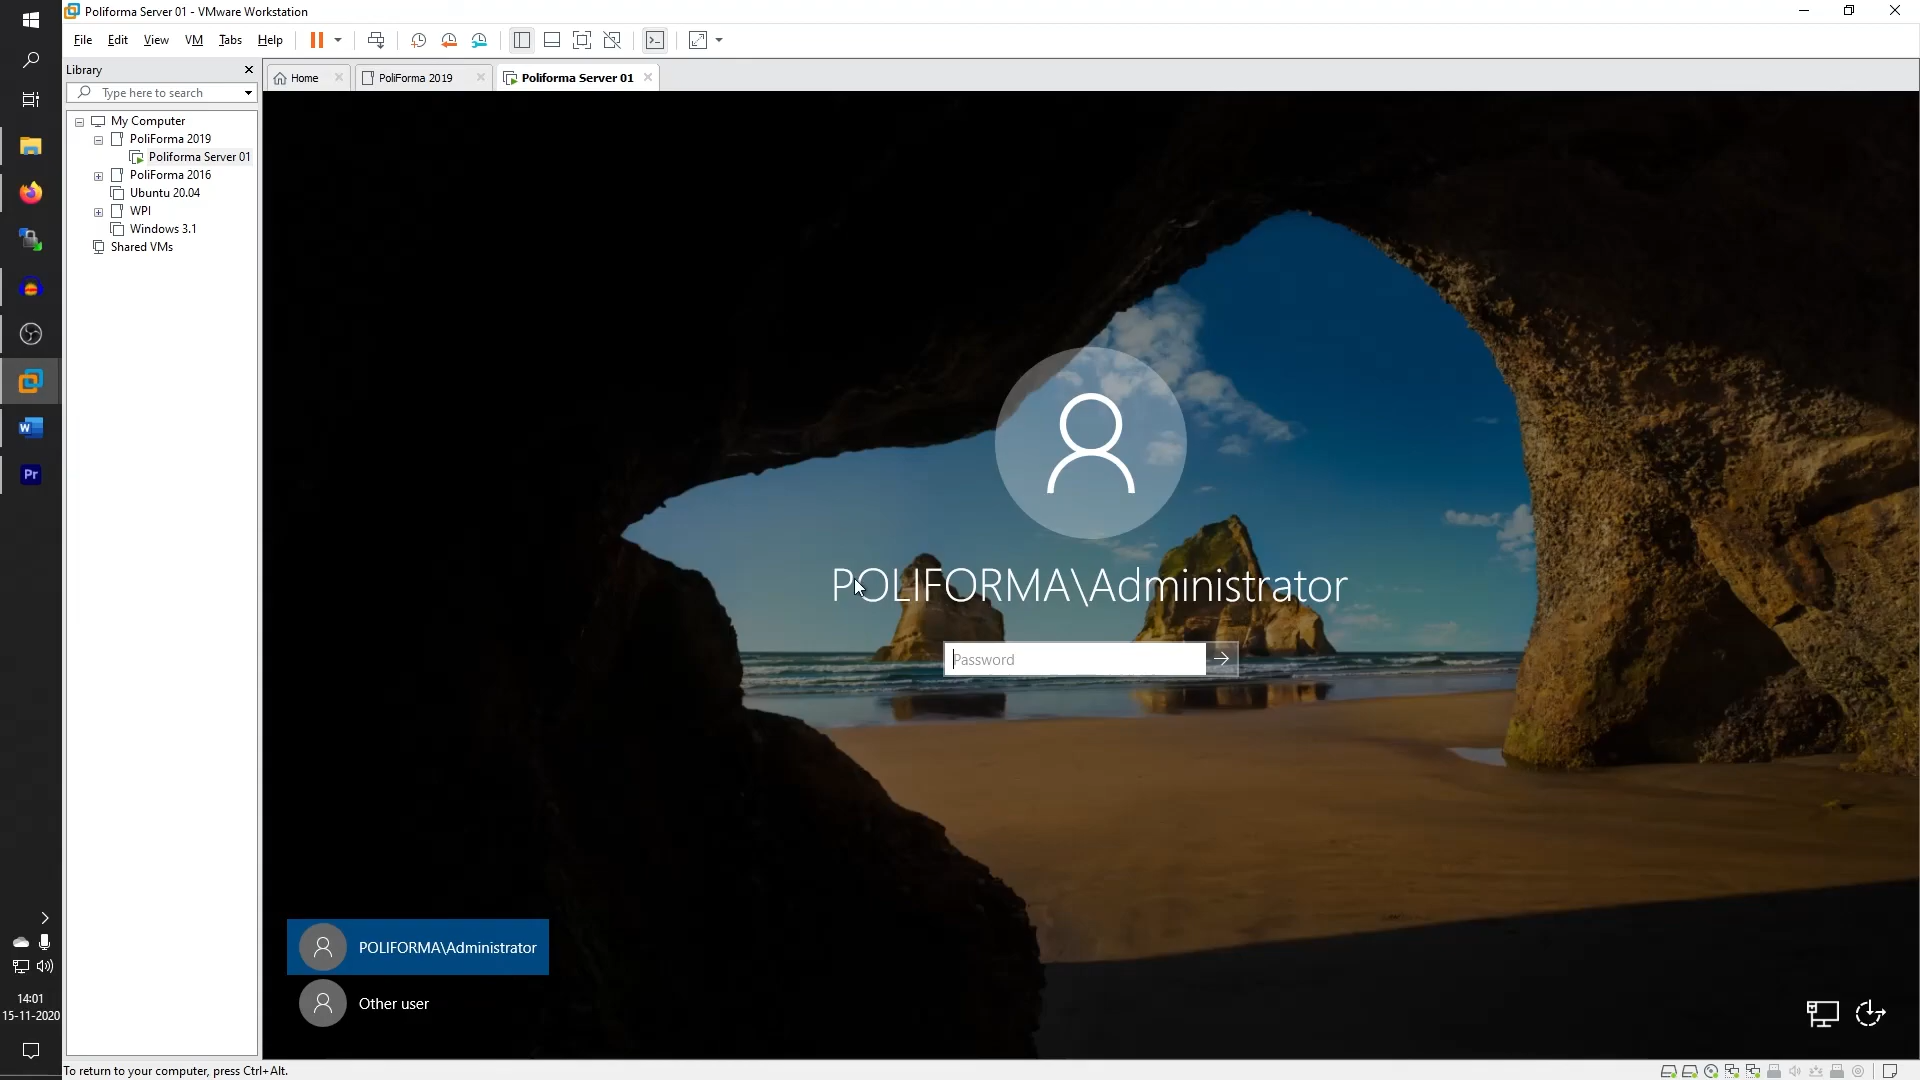 Poliforma Server 01 - VMware Workstation
File Edit View VM Tabs Help
Library
Home
PoliForma 2019
Poliforma Server 01
Type here to search
My Computer
PoliForma 2019
Poliforma Server 01
PoliForma 2016
Ubuntu 20.04
WPI
Windows 3.1
Shared VMs
W
Pr
POLIFORMA\Administrator
Password
POLIFORMA\Administrator
Other user
14:01
15-11-2020
To return to your computer, press Ctrl+Alt.